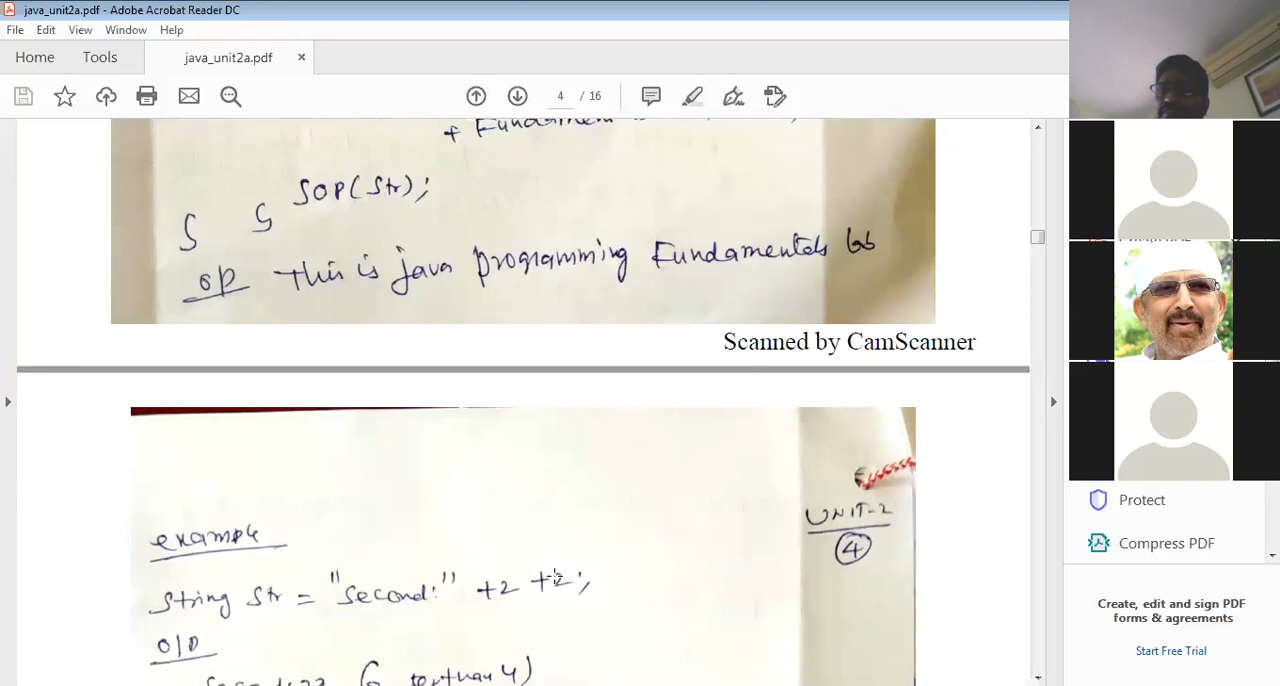 java_unit2a.pdf - Adobe Acrobat Reader DC
File Edit View Window Help
Home Tools java_unit2a.pdf ×
4 / 16
+ Fundamen
SOP(Str);
O/P This is java programming Fundamentals lab
Scanned by CamScanner
UNIT-2
4
example
String Str = "Second:" +2 +2;
O/P
Protect
Compress PDF
Create, edit and sign PDF
forms & agreements
Start Free Trial